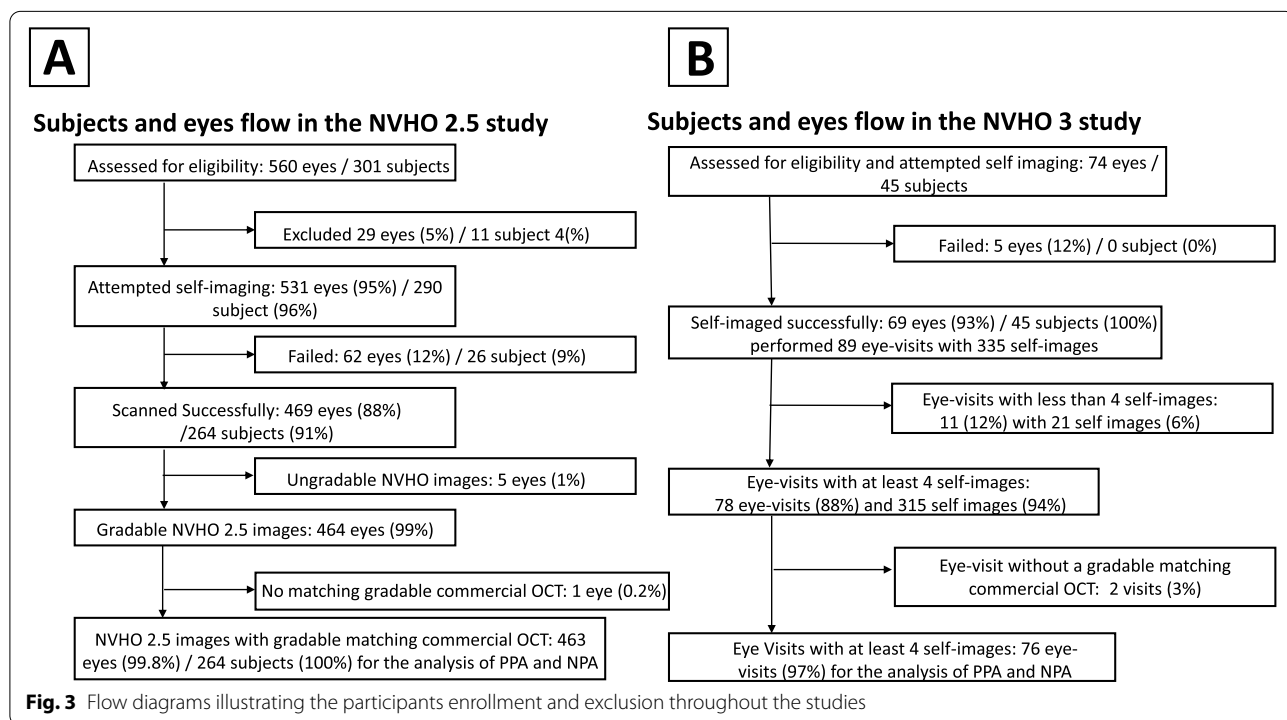 A
Subjects and eyes flow in the NVHO 2.5 study
Assessed for eligibility: 560 eyes / 301 subjects
Excluded 29 eyes (5%) / 11 subject 4(%)
Attempted self-imaging: 531 eyes (95%) / 290
subject (96%)
Failed: 62 eyes (12%) / 26 subject (9%)
Scanned Successfully: 469 eyes (88%)
/264 subjects (91%)
Ungradable NVHO images: 5 eyes (1%)
Gradable NVHO 2.5 images: 464 eyes (99%)
No matching gradable commercial OCT: 1 eye (0.2%)
NVHO 2.5 images with gradable matching commercial OCT: 463
eyes (99.8%) / 264 subjects (100%) for the analysis of PPA and NPA
B
Subjects and eyes flow in the NVHO 3 study
Assessed for eligibility and attempted self imaging: 74 eyes /
45 subjects
Failed: 5 eyes (12%) / 0 subject (0%)
Self-imaged successfully: 69 eyes (93%) / 45 subjects (100%)
performed 89 eye-visits with 335 self-images
Eye-visits with less than 4 self-images:
11 (12%) with 21 self images (6%)
Eye-visits with at least 4 self-images:
78 eye-visits (88%) and 315 self images (94%)
Eye-visit without a gradable matching
commercial OCT: 2 visits (3%)
Eye Visits with at least 4 self-images: 76 eye-
visits (97%) for the analysis of PPA and NPA
Fig. 3 Flow diagrams illustrating the participants enrollment and exclusion throughout the studies